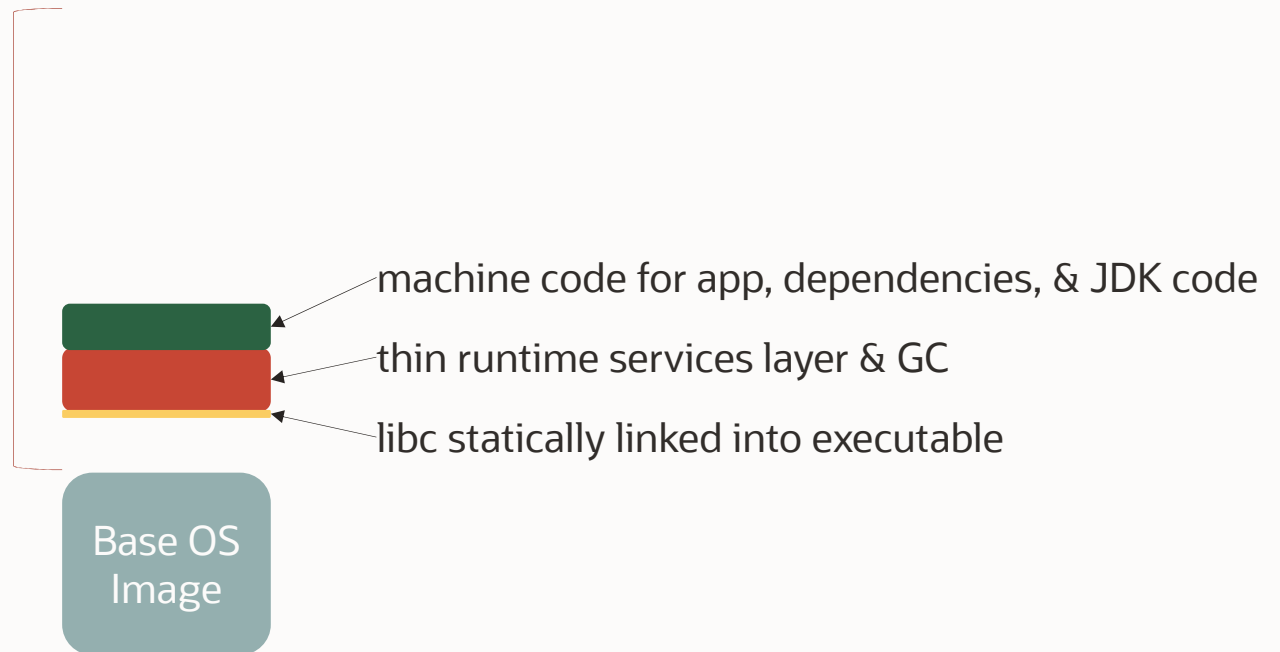 machine code for app, dependencies, & JDK code
thin runtime services layer & GC
libc statically linked into executable
Base OS
Image